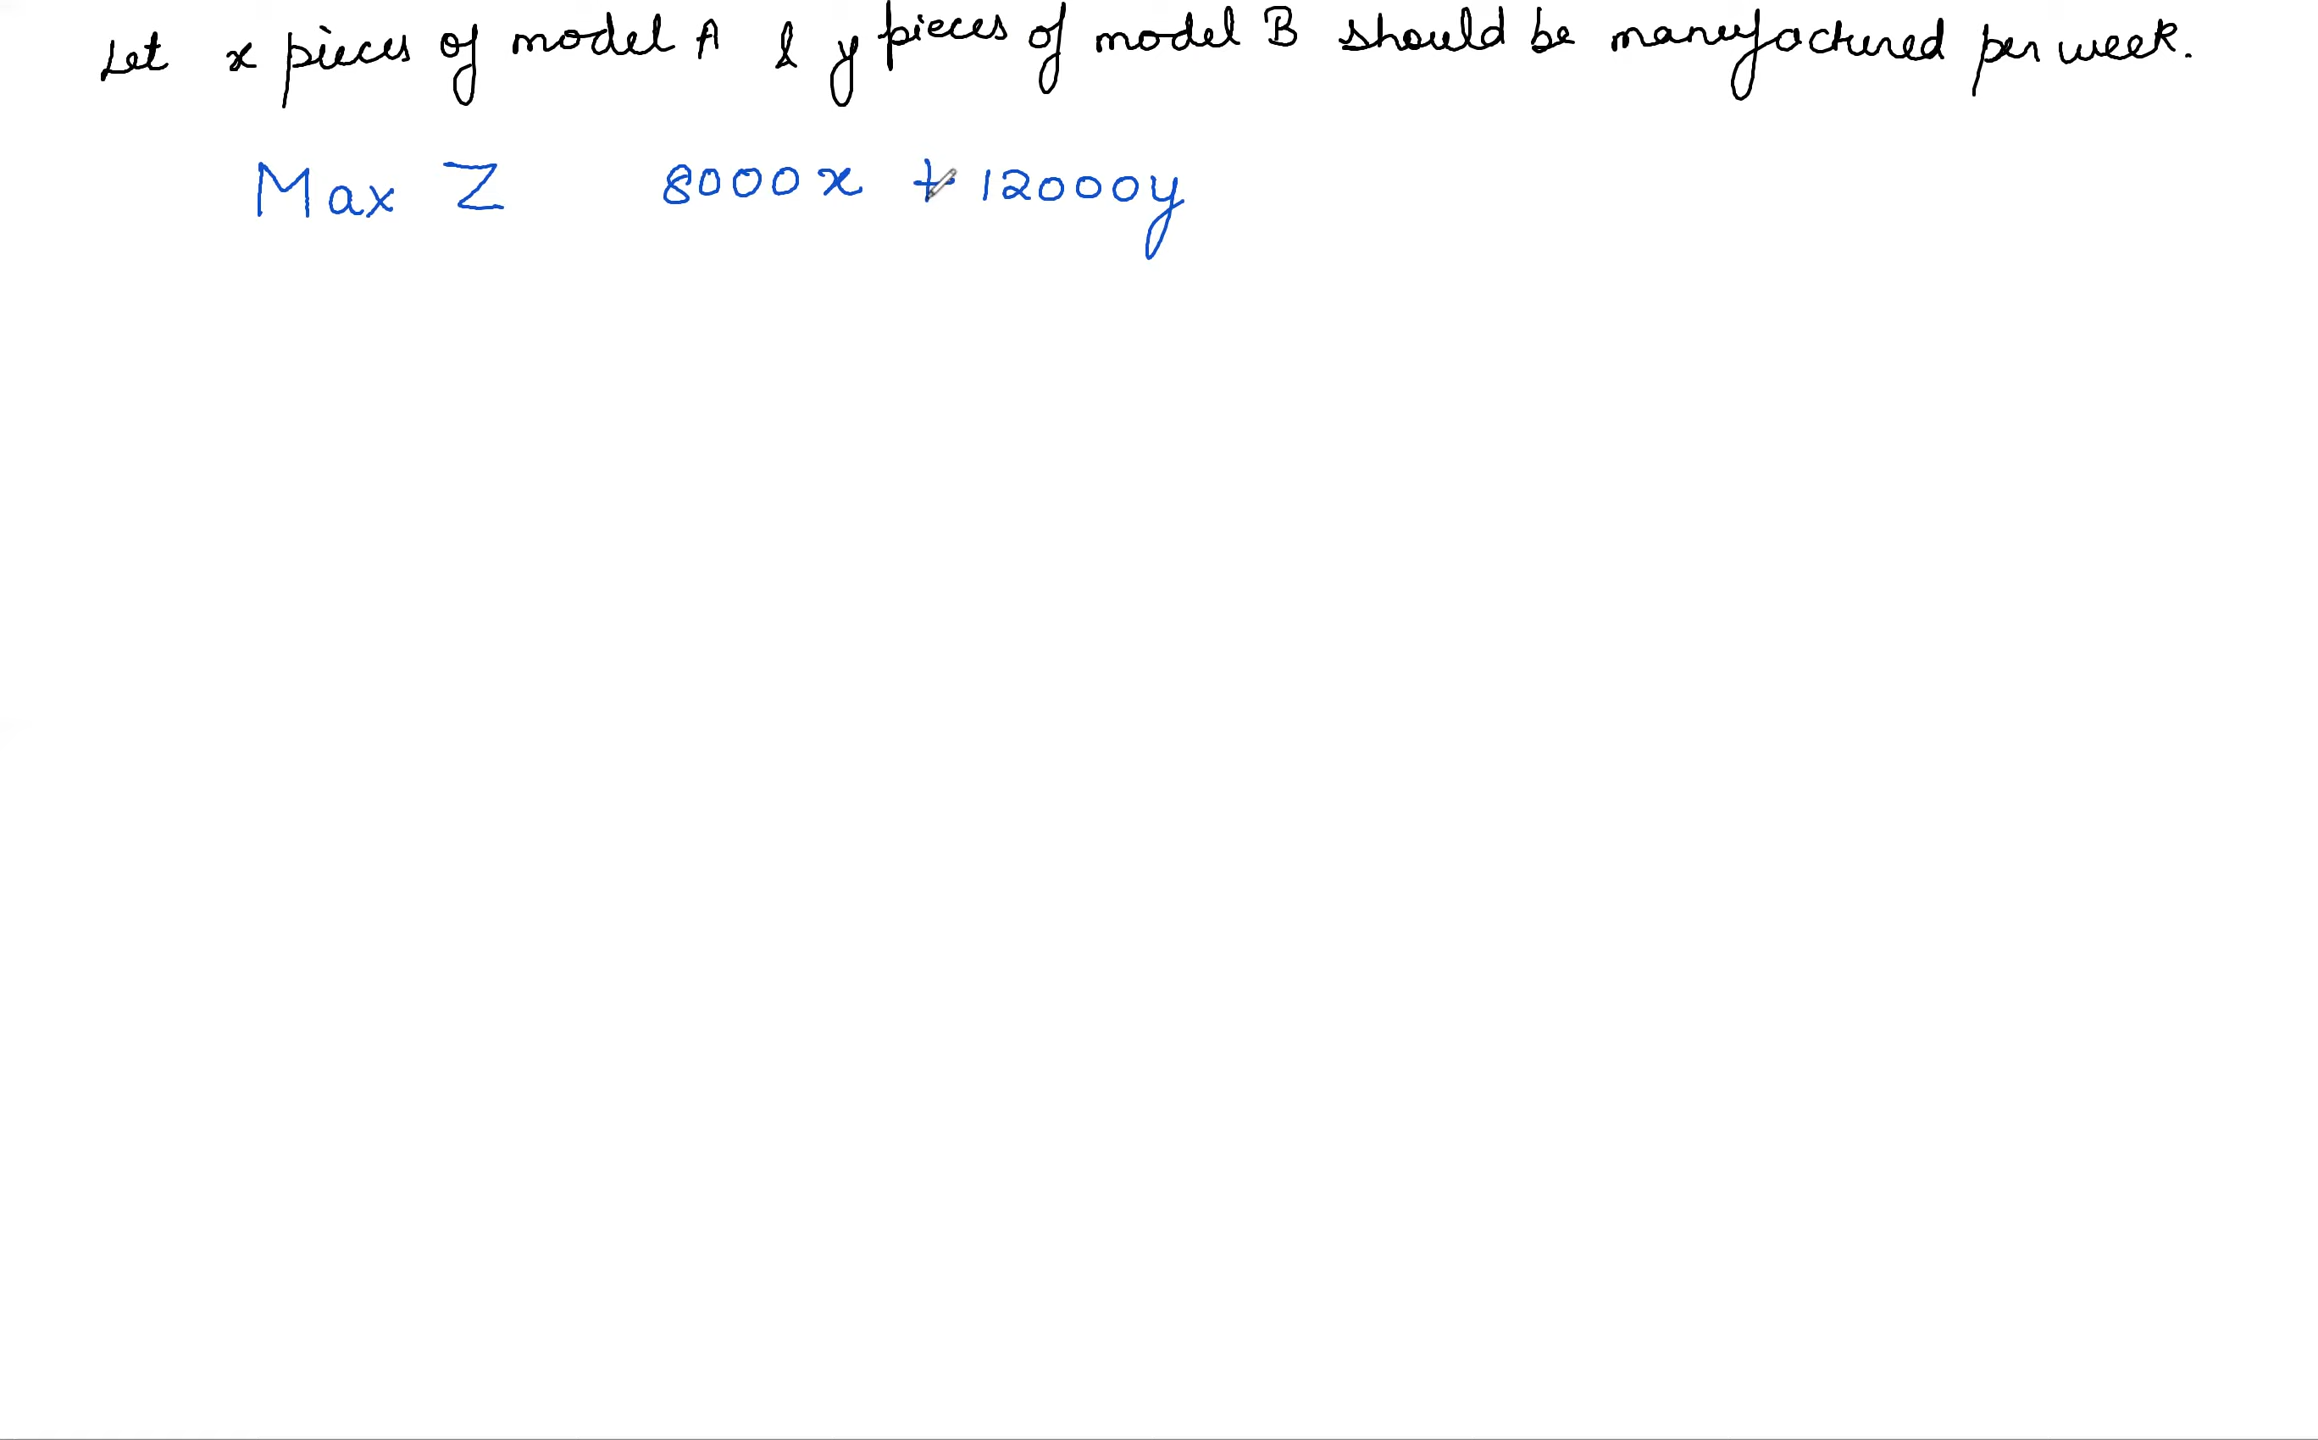 Let x pieces of model A & y pieces of model B should be manufactured per week.
Max Z 8000x + 12000y